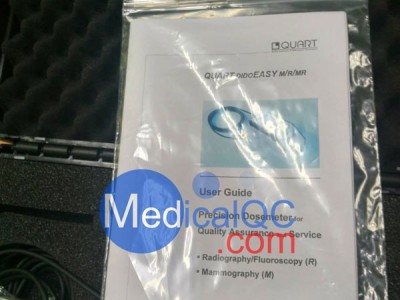 QUART
QUART DIDOEASY M/R/MR
User Guide
Precision Dosemeter for
Quality Assurance and Service
• Radiography/Fluoroscopy (R)
• Mammography (M)
MedicalQC
.com